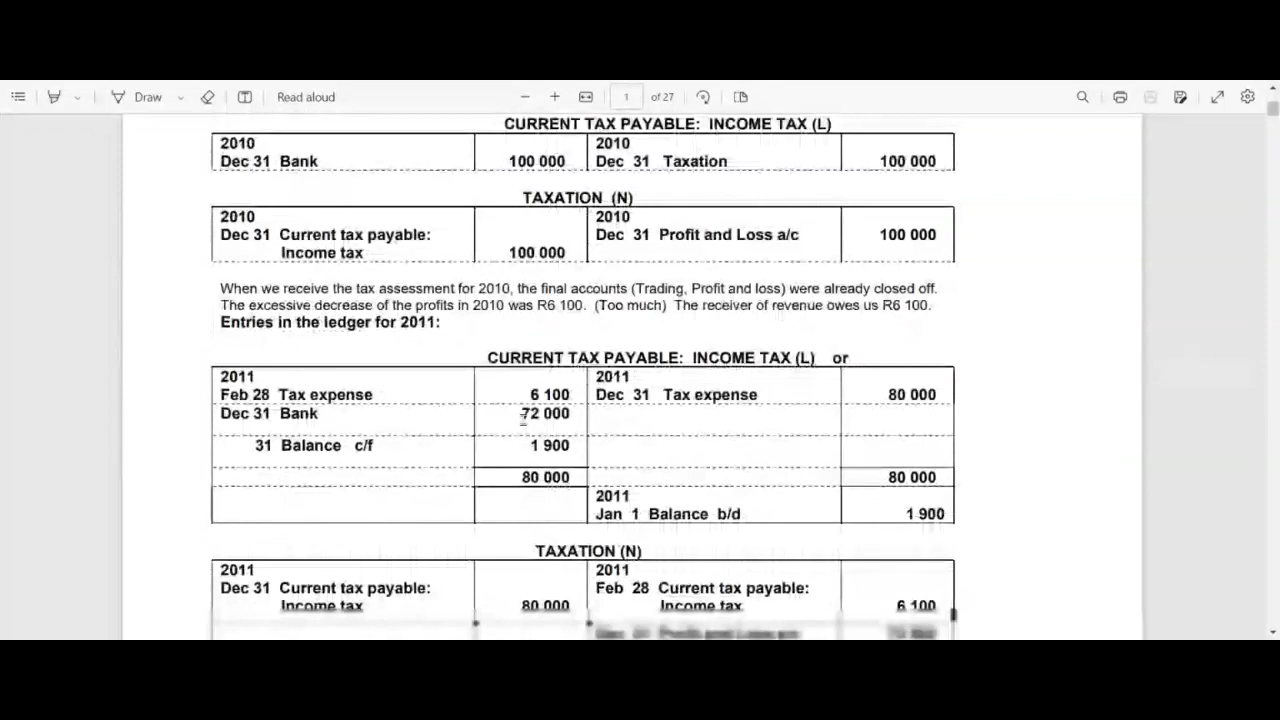 Draw Read aloud 1 of 27
CURRENT TAX PAYABLE: INCOME TAX (L)
2010 2010
Dec 31 Bank 100 000 Dec 31 Taxation 100 000
TAXATION (N)
2010 2010
Dec 31 Current tax payable: Dec 31 Profit and Loss a/c 100 000
Income tax 100 000
When we receive the tax assessment for 2010, the final accounts (Trading, Profit and loss) were already closed off.
The excessive decrease of the profits in 2010 was R6 100. (Too much) The receiver of revenue owes us R6 100.
Entries in the ledger for 2011:
CURRENT TAX PAYABLE: INCOME TAX (L) or
2011 2011
Feb 28 Tax expense 6 100 Dec 31 Tax expense 80 000
Dec 31 Bank 72 000
31 Balance c/f 1 900
80 000 80 000
2011
Jan 1 Balance b/d 1 900
TAXATION (N)
2011 2011
Dec 31 Current tax payable: Feb 28 Current tax payable:
Income tax 80 000 Income tax 6 100